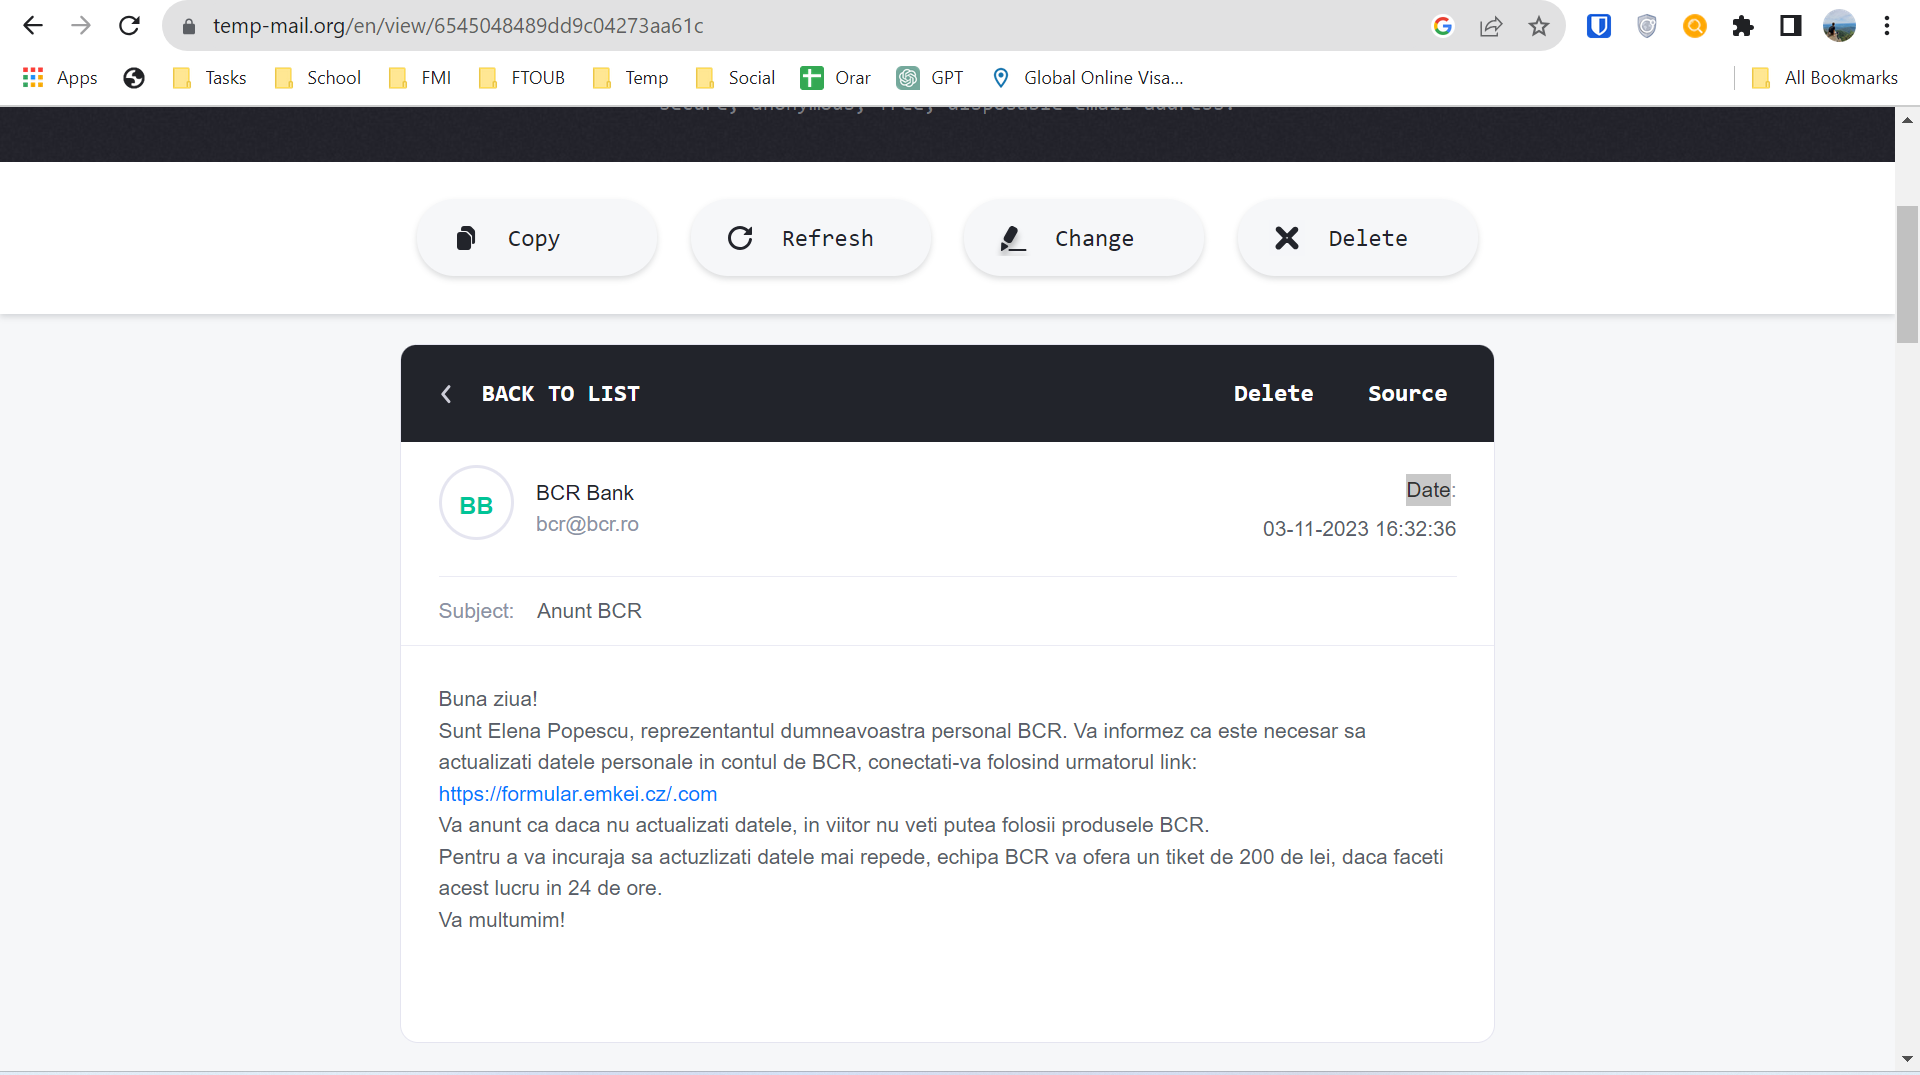 temp-mail.org/en/view/6545048489dd9c04273aa61c
Apps Tasks School FMI FTOUB Temp Social Orar GPT Global Online Visa... All Bookmarks
secure, anonymous, free, disposable email address.
Copy Refresh Change Delete
BACK TO LIST Delete Source
BB
BCR Bank
bcr@bcr.ro
Date:
03-11-2023 16:32:36
Subject: Anunt BCR
Buna ziua!
Sunt Elena Popescu, reprezentantul dumneavoastra personal BCR. Va informez ca este necesar sa
actualizati datele personale in contul de BCR, conectati-va folosind urmatorul link:
https://formular.emkei.cz/.com
Va anunt ca daca nu actualizati datele, in viitor nu veti putea folosii produsele BCR.
Pentru a va incuraja sa actuzlizati datele mai repede, echipa BCR va ofera un tiket de 200 de lei, daca faceti
acest lucru in 24 de ore.
Va multumim!